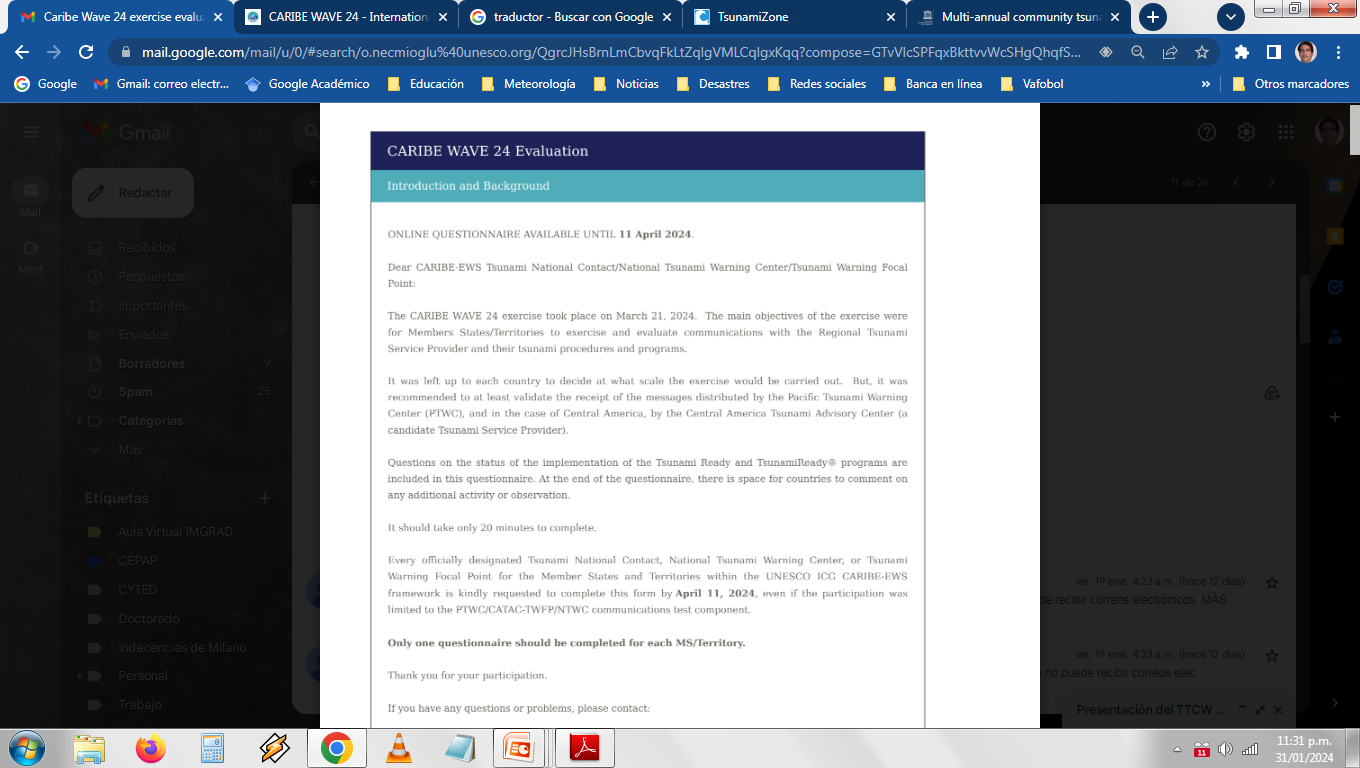 Caribe Wave 24 exercise evalua
CARIBE WAVE 24 - Internation
traductor - Buscar con Google
TsunamiZone
Multi-annual community tsuna
mail.google.com/mail/u/0/#search/o.necmioglu%40unesco.org/QgrcJHsBrnLmCbvqFkLtZqlgVMLCqlgxKqq?compose=GTvVlcSPFqxBkttvvWcSHgQhqfS...
Google
Gmail: correo electr...
Google Académico
Educación
Meteorología
Noticias
Desastres
Redes sociales
Banca en línea
Vafobol
»
Otros marcadores
Gmail
Redactar
Mail
Meet
Recibidos
Pospuestos
Importantes
Enviados
Borradores 9
Spam 25
Categorías
Más
Etiquetas
Aula Virtual IMGRAD
CEPAP
CYTED
Doctorado
Indecencias de Milano
Personal
Trabajo
11 de 26
CARIBE WAVE 24 Evaluation
Introduction and Background
ONLINE QUESTIONNAIRE AVAILABLE UNTIL 11 April 2024.
Dear CARIBE-EWS Tsunami National Contact/National Tsunami Warning Center/Tsunami Warning Focal
Point:
The CARIBE WAVE 24 exercise took place on March 21, 2024. The main objectives of the exercise were
for Members States/Territories to exercise and evaluate communications with the Regional Tsunami
Service Provider and their tsunami procedures and programs.
It was left up to each country to decide at what scale the exercise would be carried out. But, it was
recommended to at least validate the receipt of the messages distributed by the Pacific Tsunami Warning
Center (PTWC), and in the case of Central America, by the Central America Tsunami Advisory Center (a
candidate Tsunami Service Provider).
Questions on the status of the implementation of the Tsunami Ready and TsunamiReady® programs are
included in this questionnaire. At the end of the questionnaire, there is space for countries to comment on
any additional activity or observation.
It should take only 20 minutes to complete.
Every officially designated Tsunami National Contact, National Tsunami Warning Center, or Tsunami
Warning Focal Point for the Member States and Territories within the UNESCO ICG CARIBE-EWS
framework is kindly requested to complete this form by April 11, 2024, even if the participation was
limited to the PTWC/CATAC-TWFP/NTWC communications test component.
Only one questionnaire should be completed for each MS/Territory.
Thank you for your participation.
If you have any questions or problems, please contact:
vie, 19 ene, 4:23 a.m. (hace 12 días)
de recibir correos electrónicos. MÁS
vie, 19 ene, 4:23 a.m. (hace 12 días)
no puede recibir correos elec
Presentación del TTCW ...
11
11:31 p.m.
31/01/2024